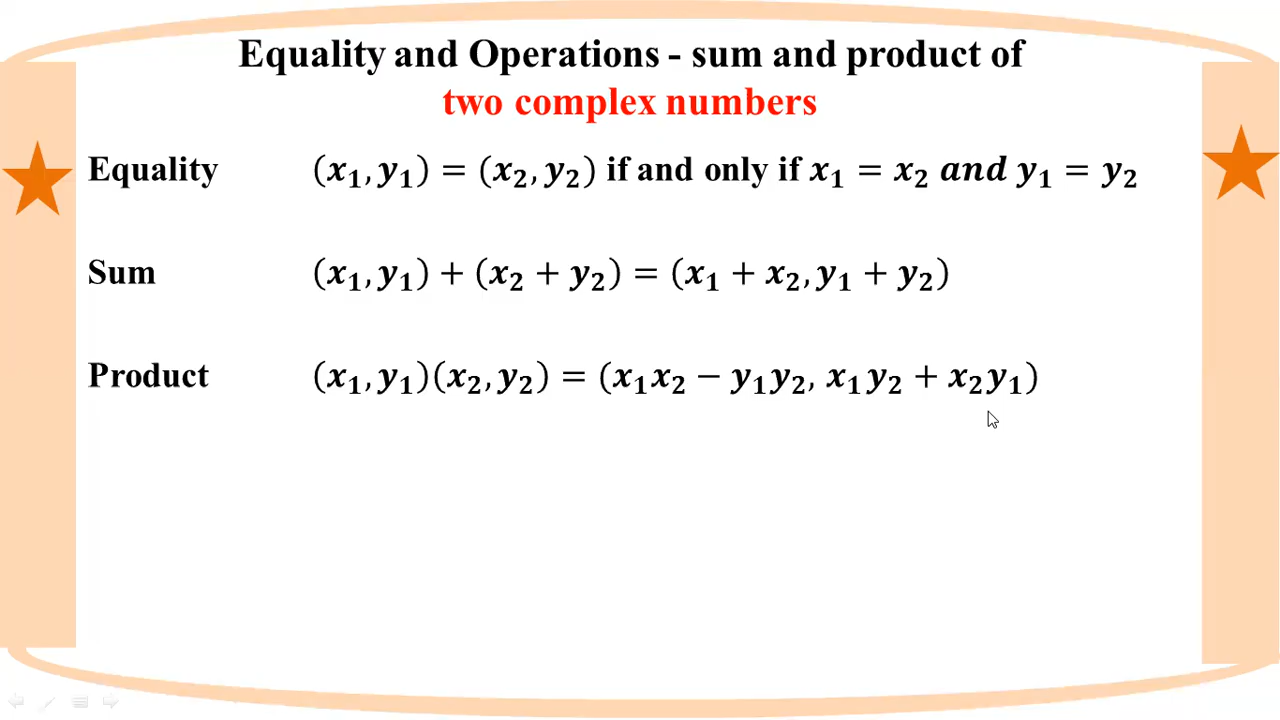 Equality and Operations - sum and product of
two complex numbers
Equality (x₁, y₁) = (x₂, y₂) if and only if x₁ = x₂ and y₁ = y₂
Sum (x₁, y₁) + (x₂ + y₂) = (x₁ + x₂, y₁ + y₂)
Product (x₁, y₁)(x₂, y₂) = (x₁x₂ − y₁y₂, x₁y₂ + x₂y₁)